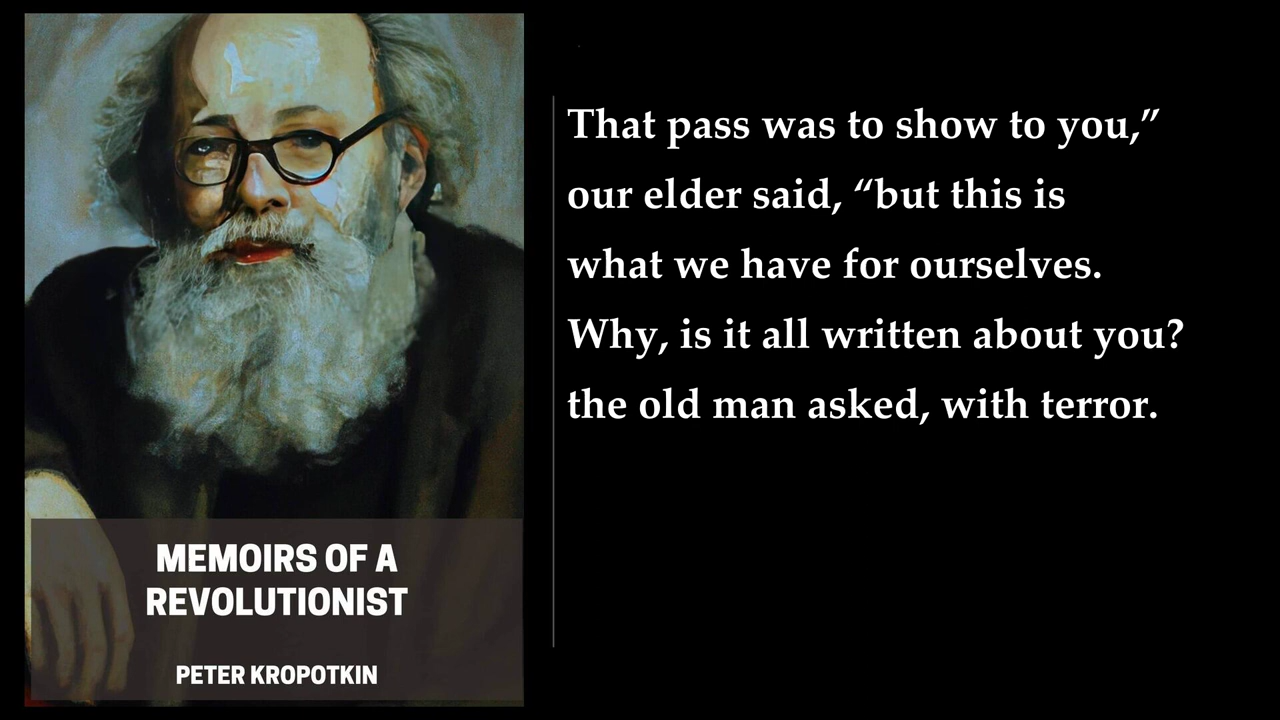 That pass was to show to you,”
our elder said, “but this is
what we have for ourselves.
Why, is it all written about you?
the old man asked, with terror.
MEMOIRS OF A
REVOLUTIONIST
PETER KROPOTKIN